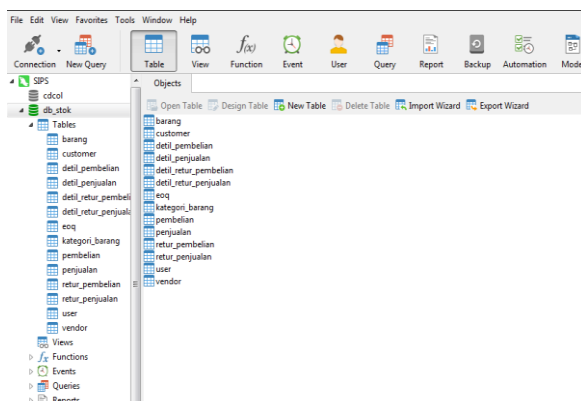 File Edit View Favorites Tools Window Help
Connection New Query Table View Function Event User Query Report Backup Automation Mode
SIPS
cdcol
db_stok
Tables
barang
customer
detil_pembelian
detil_penjualan
detil_retur_pembeli
detil_retur_penjuala
eoq
kategori_barang
pembelian
penjualan
retur_pembelian
retur_penjualan
user
vendor
Views
fx Functions
Events
Queries
Reports
Objects
Open Table Design Table New Table Delete Table Import Wizard Export Wizard
barang
customer
detil_pembelian
detil_penjualan
detil_retur_pembelian
detil_retur_penjualan
eoq
kategori_barang
pembelian
penjualan
retur_pembelian
retur_penjualan
user
vendor